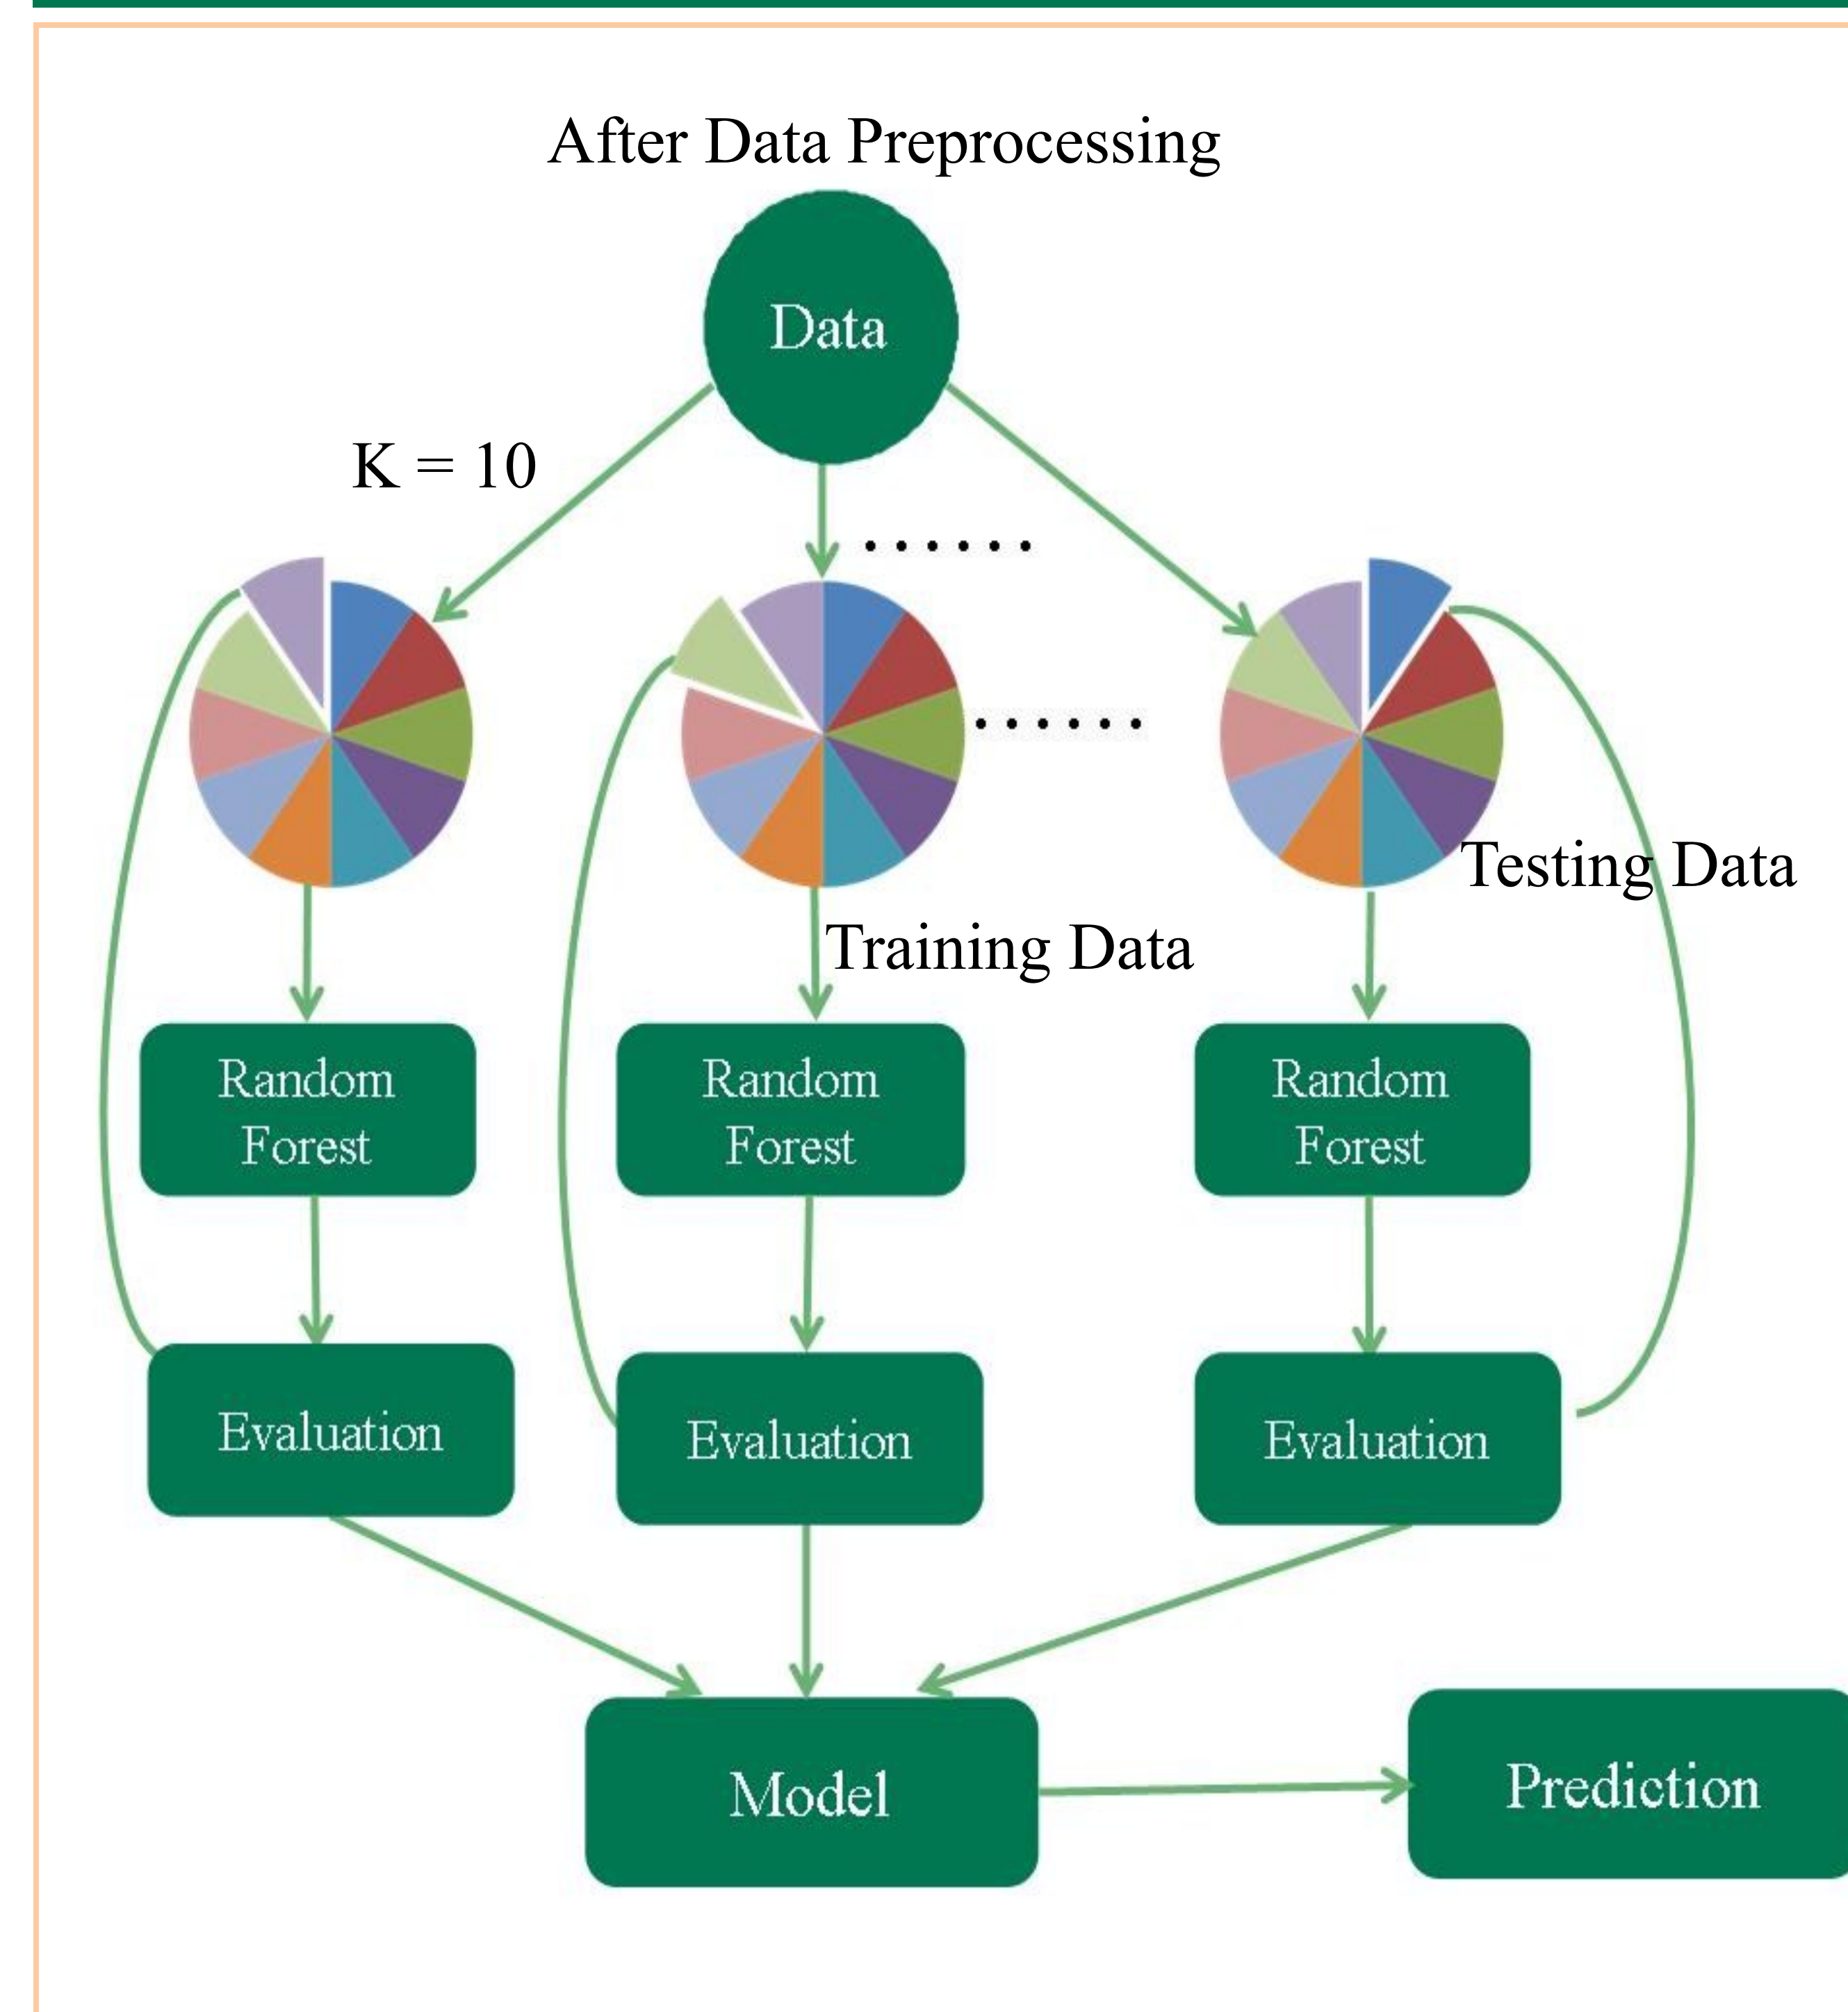 After Data Preprocessing
Data
K = 10
......
......
Testing Data
Training Data
Random
Forest
Random
Forest
Random
Forest
Evaluation
Evaluation
Evaluation
Model
Prediction